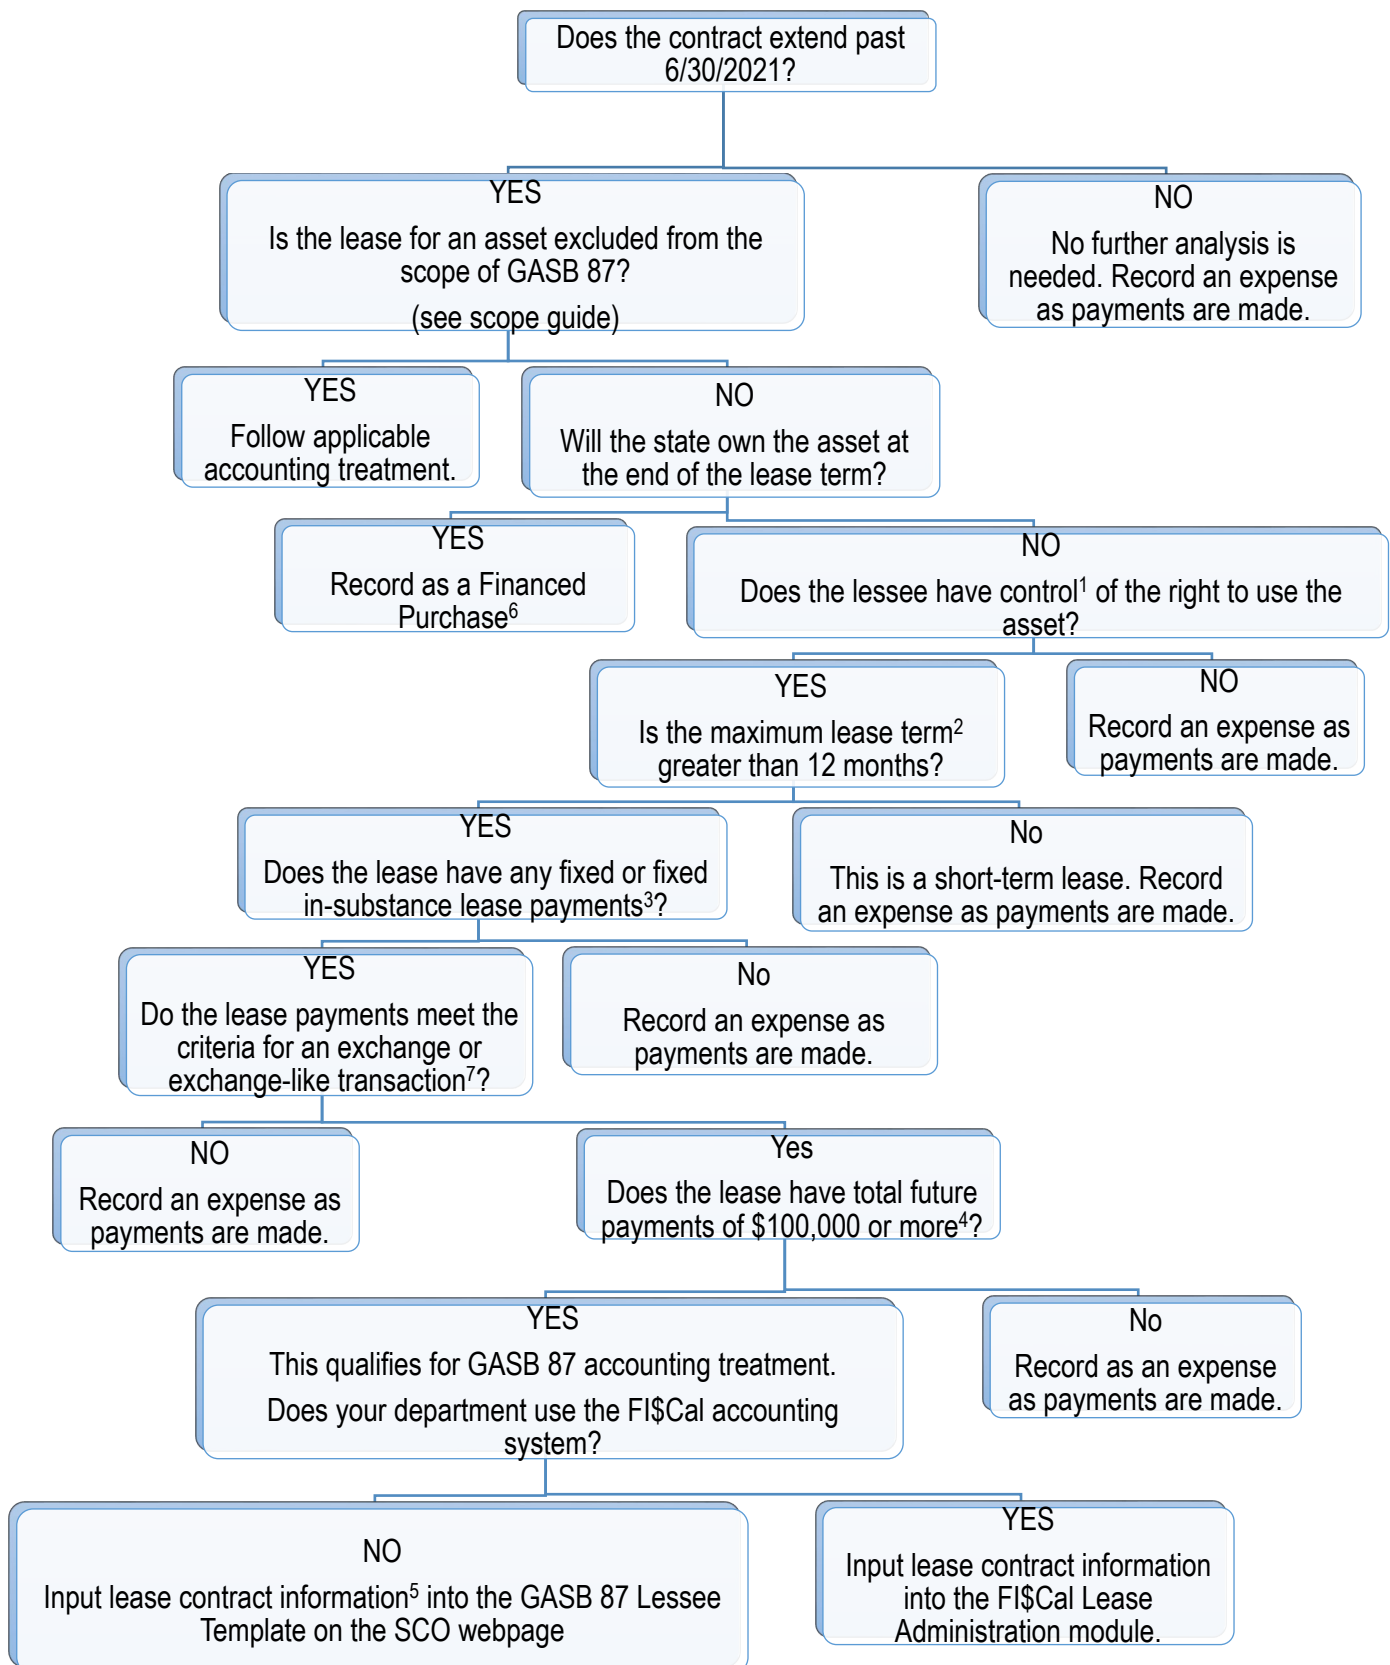 Does the contract extend past
6/30/2021?
YES
Is the lease for an asset excluded from the
scope of GASB 87?
(see scope guide)
NO
No further analysis is
needed. Record an expense
as payments are made.
YES
Follow applicable
accounting treatment.
NO
Will the state own the asset at
the end of the lease term?
YES
Record as a Financed
Purchase⁶
NO
Does the lessee have control¹ of the right to use the
asset?
YES
Is the maximum lease term²
greater than 12 months?
NO
Record an expense as
payments are made.
YES
Does the lease have any fixed or fixed
in-substance lease payments³?
No
This is a short-term lease. Record
an expense as payments are made.
YES
Do the lease payments meet the
criteria for an exchange or
exchange-like transaction⁷?
No
Record an expense as
payments are made.
NO
Record an expense as
payments are made.
Yes
Does the lease have total future
payments of $100,000 or more⁴?
YES
This qualifies for GASB 87 accounting treatment.
Does your department use the FI$Cal accounting
system?
No
Record as an expense
as payments are made.
NO
Input lease contract information⁵ into the GASB 87 Lessee
Template on the SCO webpage
YES
Input lease contract information
into the FI$Cal Lease
Administration module.